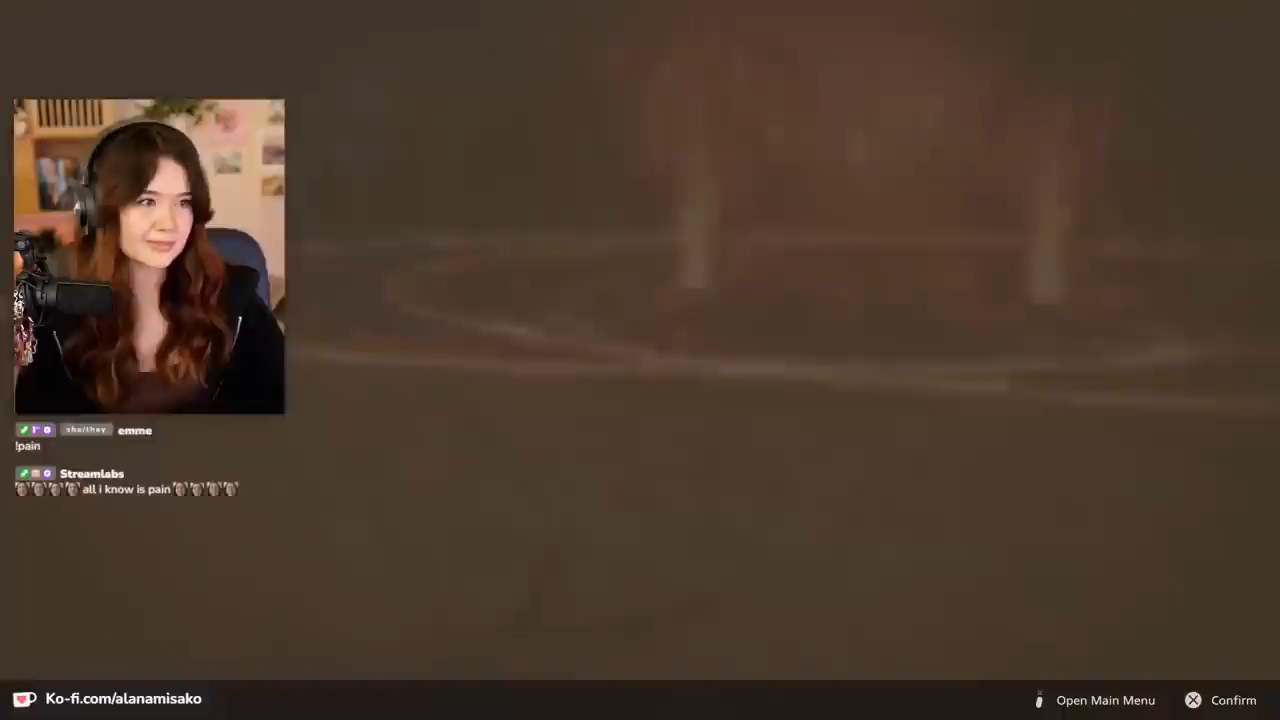 she/they emme
!pain
Streamlabs
all i know is pain
Ko-fi.com/alanamisako
Open Main Menu
Confirm